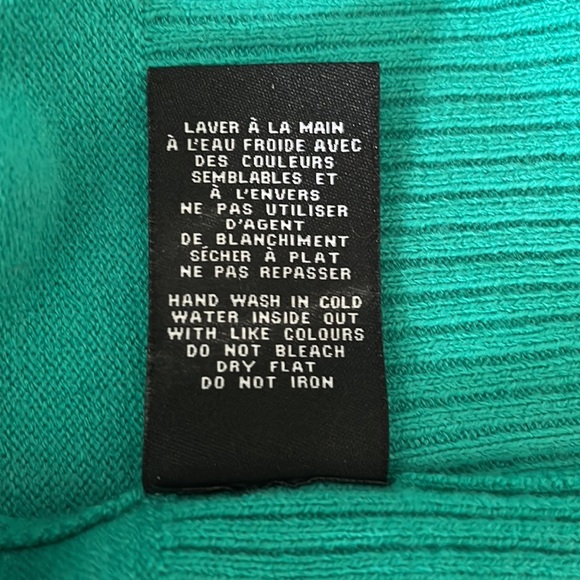 LAVER À LA MAIN
À L'EAU FROIDE AVEC
DES COULEURS
SEMBLABLES ET
À L'ENVERS
NE PAS UTILISER
D'AGENT
DE BLANCHIMENT
SÉCHER À PLAT
NE PAS REPASSER
HAND WASH IN COLD
WATER INSIDE OUT
WITH LIKE COLOURS
DO NOT BLEACH
DRY FLAT
DO NOT IRON